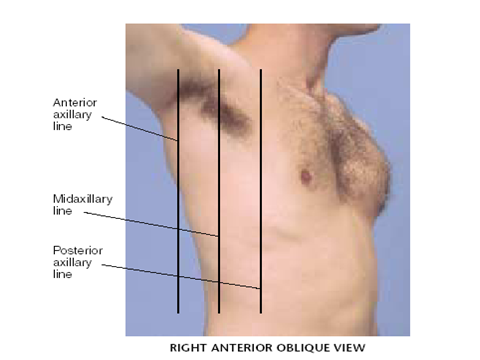 Anterior
axillary
line
Midaxillary
line
Posterior
axillary
line
RIGHT ANTERIOR OBLIQUE VIEW